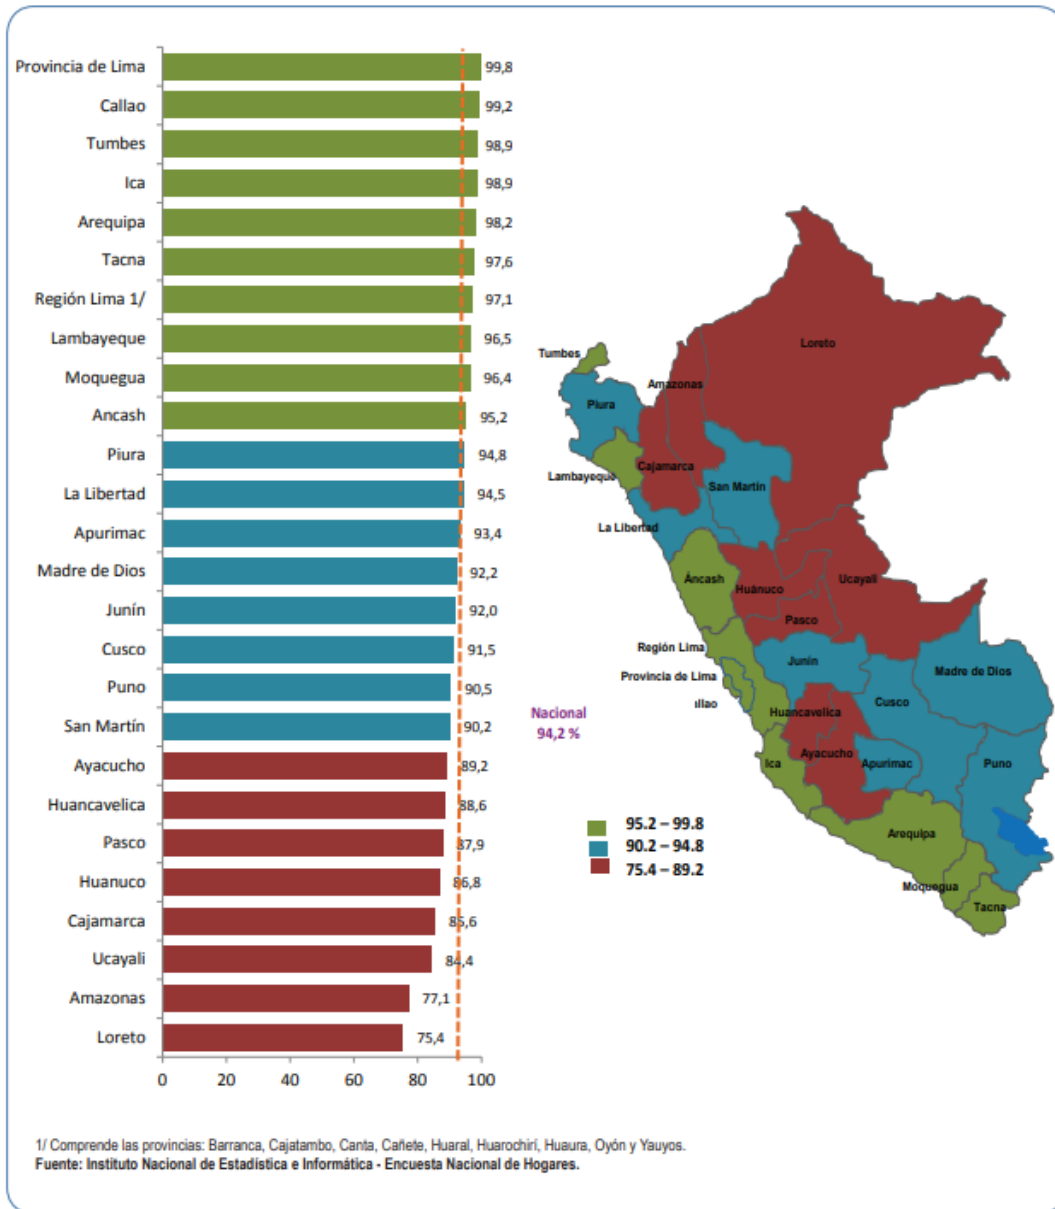 Provincia de Lima 99,8
Callao 99,2
Tumbes 98,9
Ica 98,9
Arequipa 98,2
Tacna 97,6
Región Lima 1/ 97,1
Lambayeque 96,5
Moquegua 96,4
Ancash 95,2
Piura 94,8
La Libertad 94,5
Apurimac 93,4
Madre de Dios 92,2
Junín 92,0
Cusco 91,5
Puno 90,5
San Martín 90,2
Ayacucho 89,2
Huancavelica 88,6
Pasco 87,9
Huanuco 86,8
Cajamarca 85,6
Ucayali 84,4
Amazonas 77,1
Loreto 75,4
0 20 40 60 80 100
Nacional
94,2 %
Loreto
Tumbes
Amazonas
Piura
Cajamarca
Lambayeque
San Martín
La Libertad
Áncash
Huánuco
Ucayali
Pasco
Región Lima
Junín
Madre de Dios
Provincia de Lima
Cusco
allao
Huancavelica
Ayacucho
Apurimac
Puno
Ica
Arequipa
Moquegua
Tacna
95.2 – 99.8
90.2 – 94.8
75.4 – 89.2
1/ Comprende las provincias: Barranca, Cajatambo, Canta, Cañete, Huaral, Huarochirí, Huaura, Oyón y Yauyos.
Fuente: Instituto Nacional de Estadística e Informática - Encuesta Nacional de Hogares.